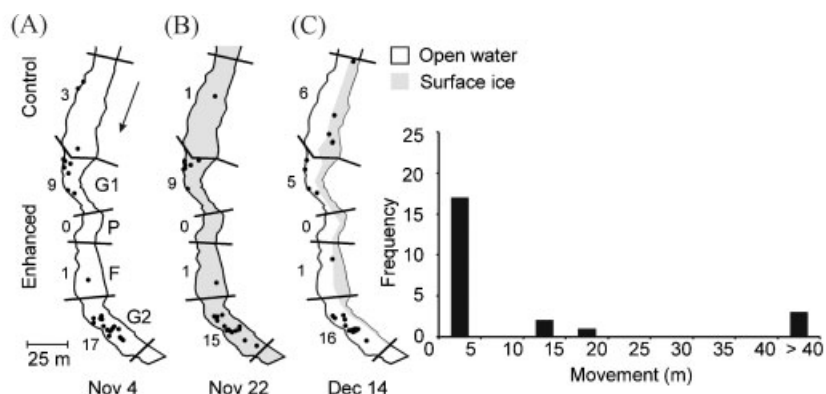 (A)
(B)
(C)
Open water
Surface ice
Control
3
1
6
9
G1
9
5
0
P
0
0
Enhanced
1
F
1
1
G2
17
15
16
25 m
Nov 4
Nov 22
Dec 14
Frequency
25
20
15
10
5
0
0 5 10 15 20 25 30 35 40 > 40
Movement (m)